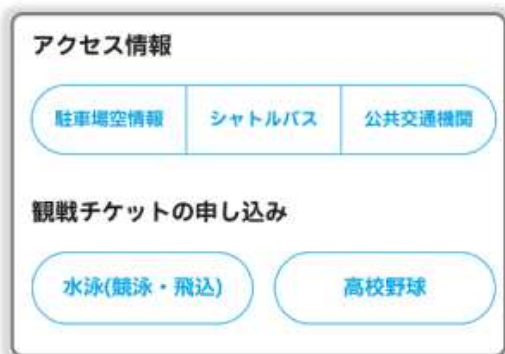 アクセス情報
駐車場空情報 シャトルバス 公共交通機関
観戦チケットの申し込み
水泳(競泳・飛込) 高校野球